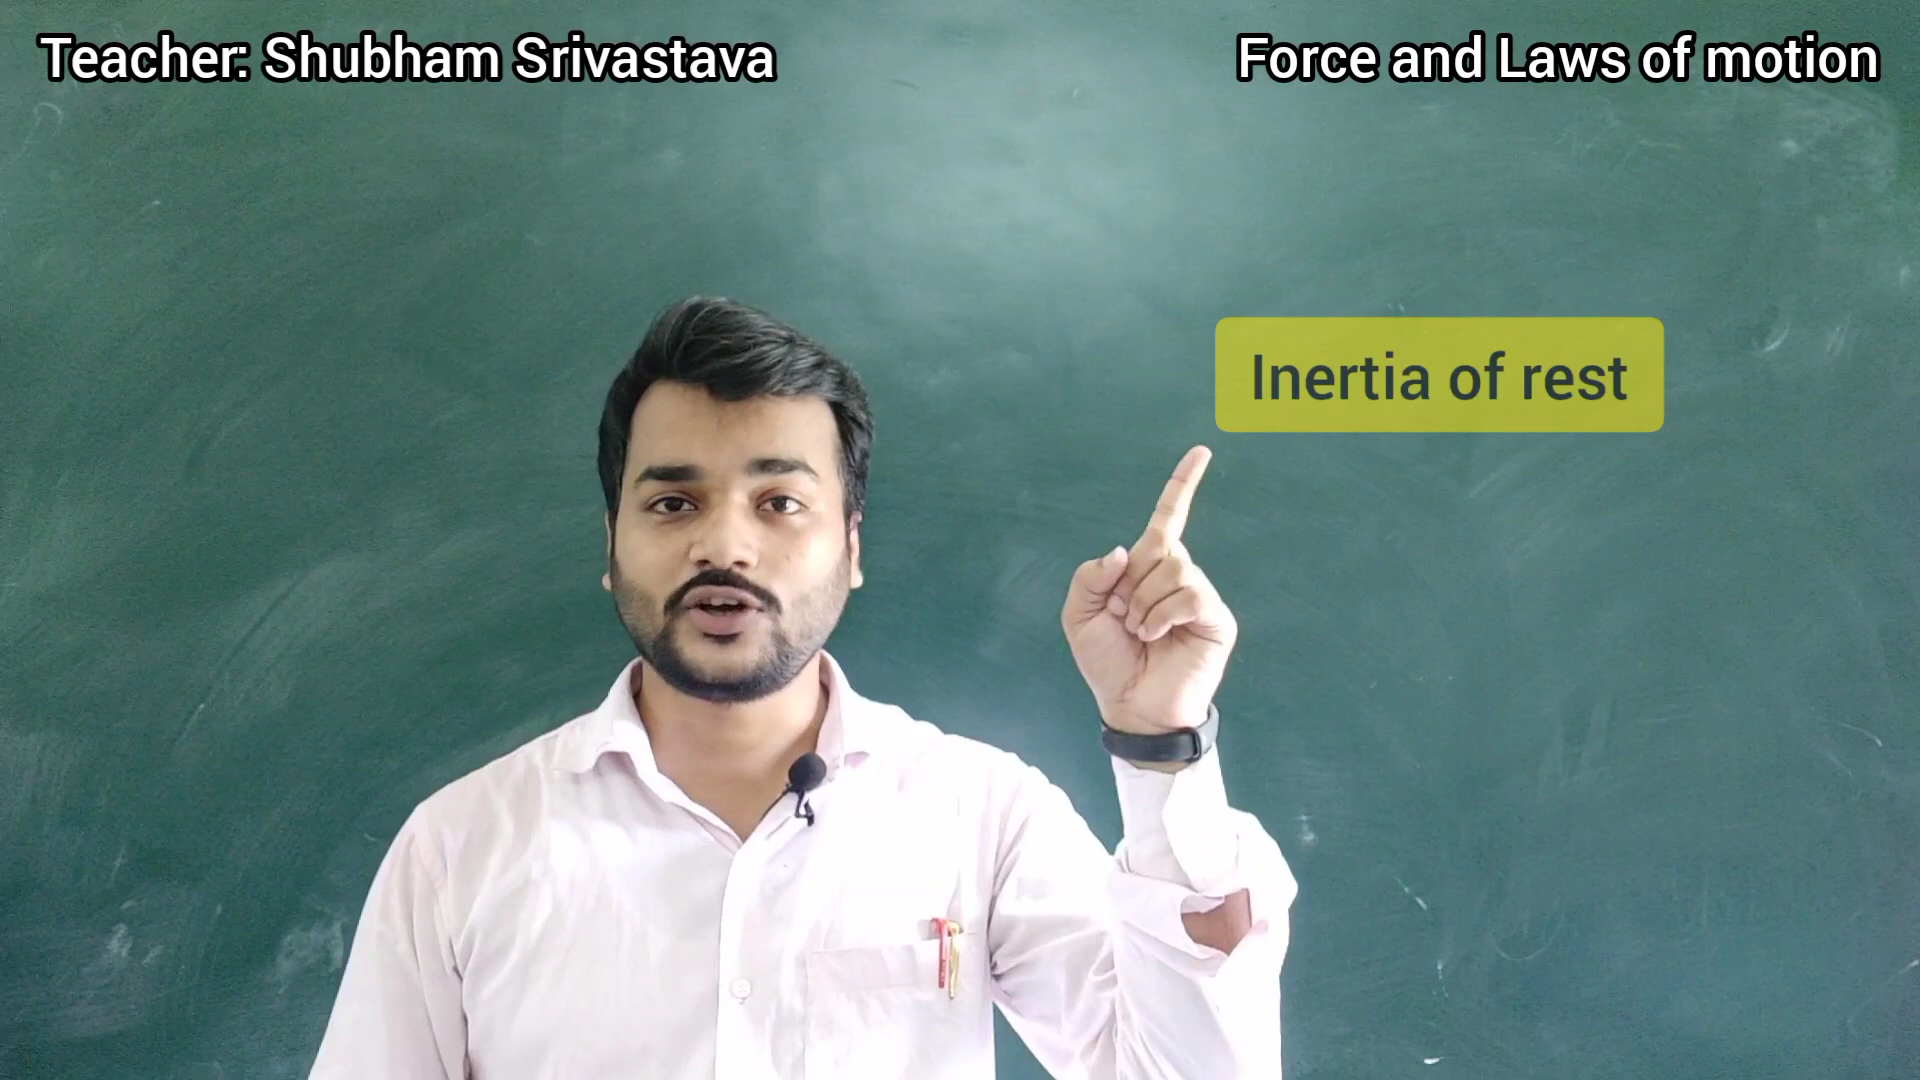 Teacher: Shubham Srivastava
Force and Laws of motion
Inertia of rest